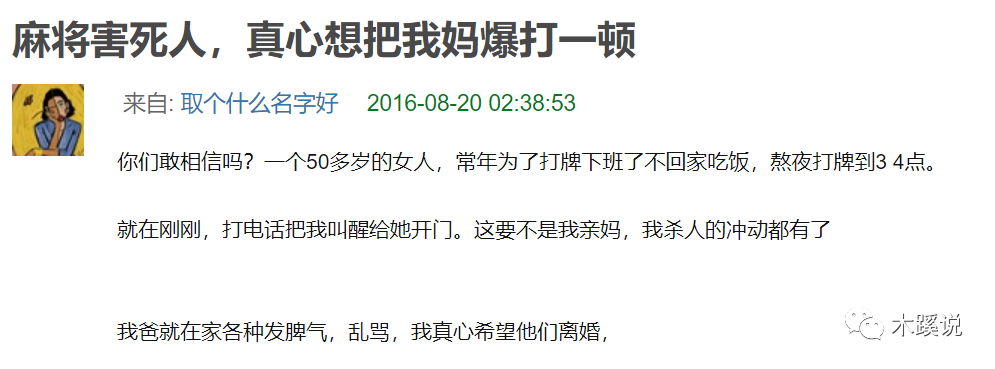 麻将害死人，真心想把我妈爆打一顿
来自: 取个什么名字好 2016-08-20 02:38:53
你们敢相信吗？一个50多岁的女人，常年为了打牌下班了不回家吃饭，熬夜打牌到3 4点。
就在刚刚，打电话把我叫醒给她开门。这要不是我亲妈，我杀人的冲动都有了
我爸就在家各种发脾气，乱骂，我真心希望他们离婚，
木蹊说